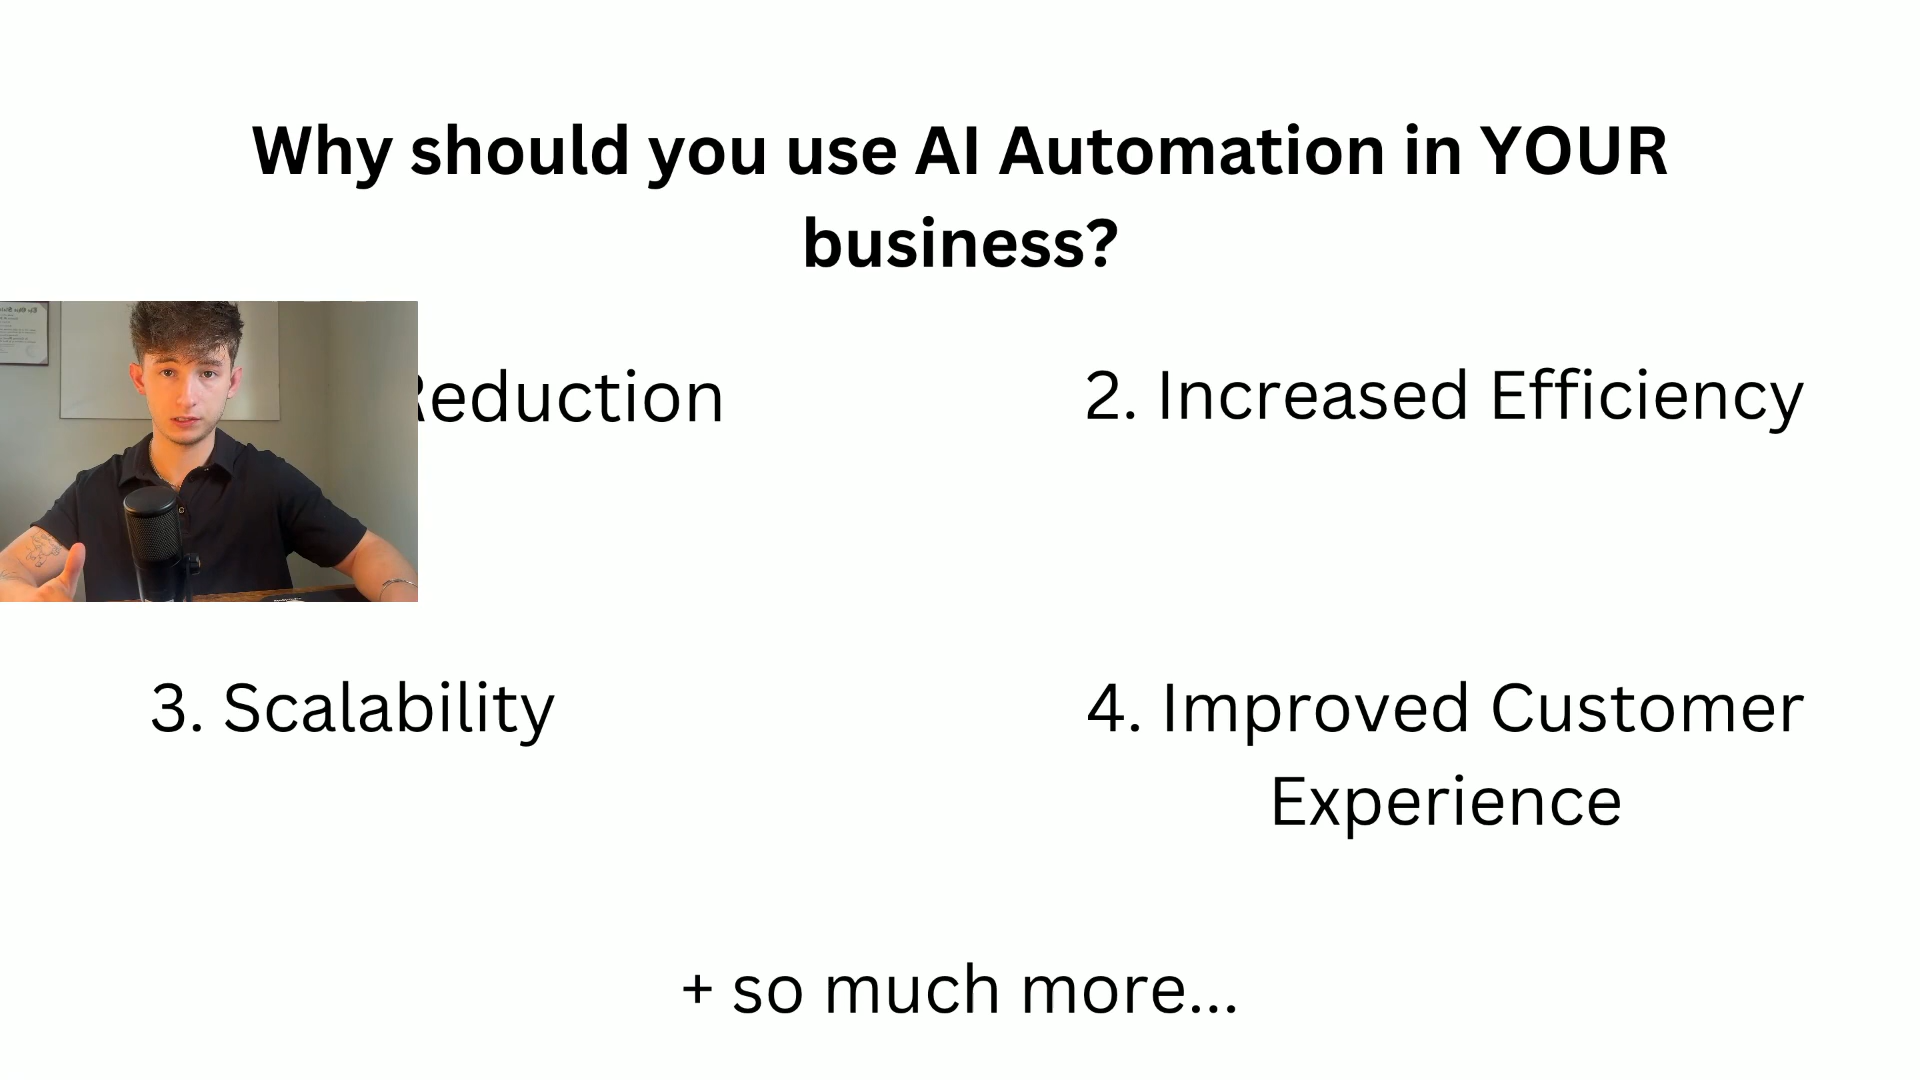 Why should you use AI Automation in YOUR
business?
Reduction
2. Increased Efficiency
3. Scalability
4. Improved Customer
Experience
+ so much more...